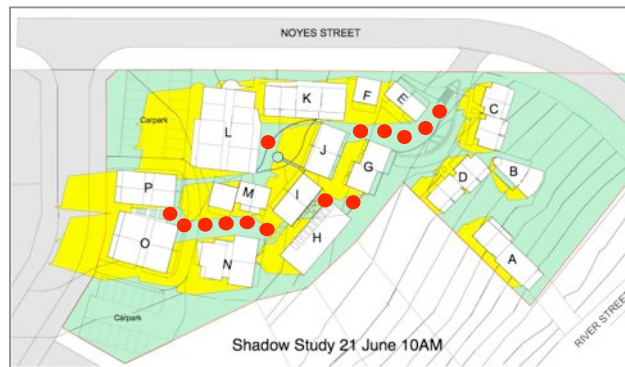 NOYES STREET
K
F
E
C
Carpark
L
J
G
B
D
P
M
I
O
H
N
A
Carpark
RIVER STREET
Shadow Study 21 June 10AM